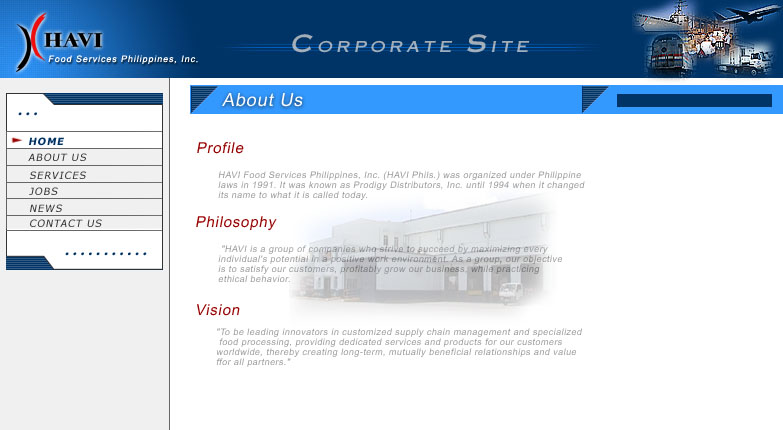 HAVI
Food Services Philippines, Inc.
CORPORATE SITE
...
HOME
ABOUT US
SERVICES
JOBS
NEWS
CONTACT US
...........
About Us
Profile
HAVI Food Services Philippines, Inc. (HAVI Phils.) was organized under Philippine
laws in 1991. It was known as Prodigy Distributors, Inc. until 1994 when it changed
its name to what it is called today.
Philosophy
"HAVI is a group of companies who strive to succeed by maximizing every
individual's potential in a positive work environment. As a group, our objective
is to satisfy our customers, profitably grow our business, while practicing
ethical behavior.
Vision
"To be leading innovators in customized supply chain management and specialized
food processing, providing dedicated services and products for our customers
worldwide, thereby creating long-term, mutually beneficial relationships and value
ffor all partners."